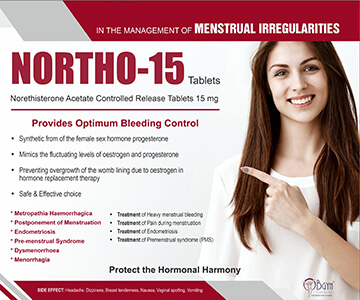 IN THE MANAGEMENT OF MENSTRUAL IRREGULARITIES
NORTHO-15 Tablets
Norethisterone Acetate Controlled Release Tablets 15 mg
Provides Optimum Bleeding Control
• Synthetic from of the female sex hormone progesterone
• Mimics the fluctuating levels of oestrogen and progesterone
• Preventing overgrowth of the womb lining due to oestrogen in
hormone replacement therapy
• Safe & Effective choice
* Metropathia Haemorrhagica
* Postponement of Menstruation
* Endometiosis
* Pre-menstrual Syndrome
* Dysmenorrhoea
* Menorrhagia
• Treatment of Heavy menstrual bleeding
• Treatment of Pain during menstruation
• Treatment of Endometriosis
• Treatment of Premenstrual syndrome (PMS)
Protect the Hormonal Harmony
SIDE EFFECT: Headache, Dizziness, Breast tenderness, Nausea, Vaginal spotting, Vomiting